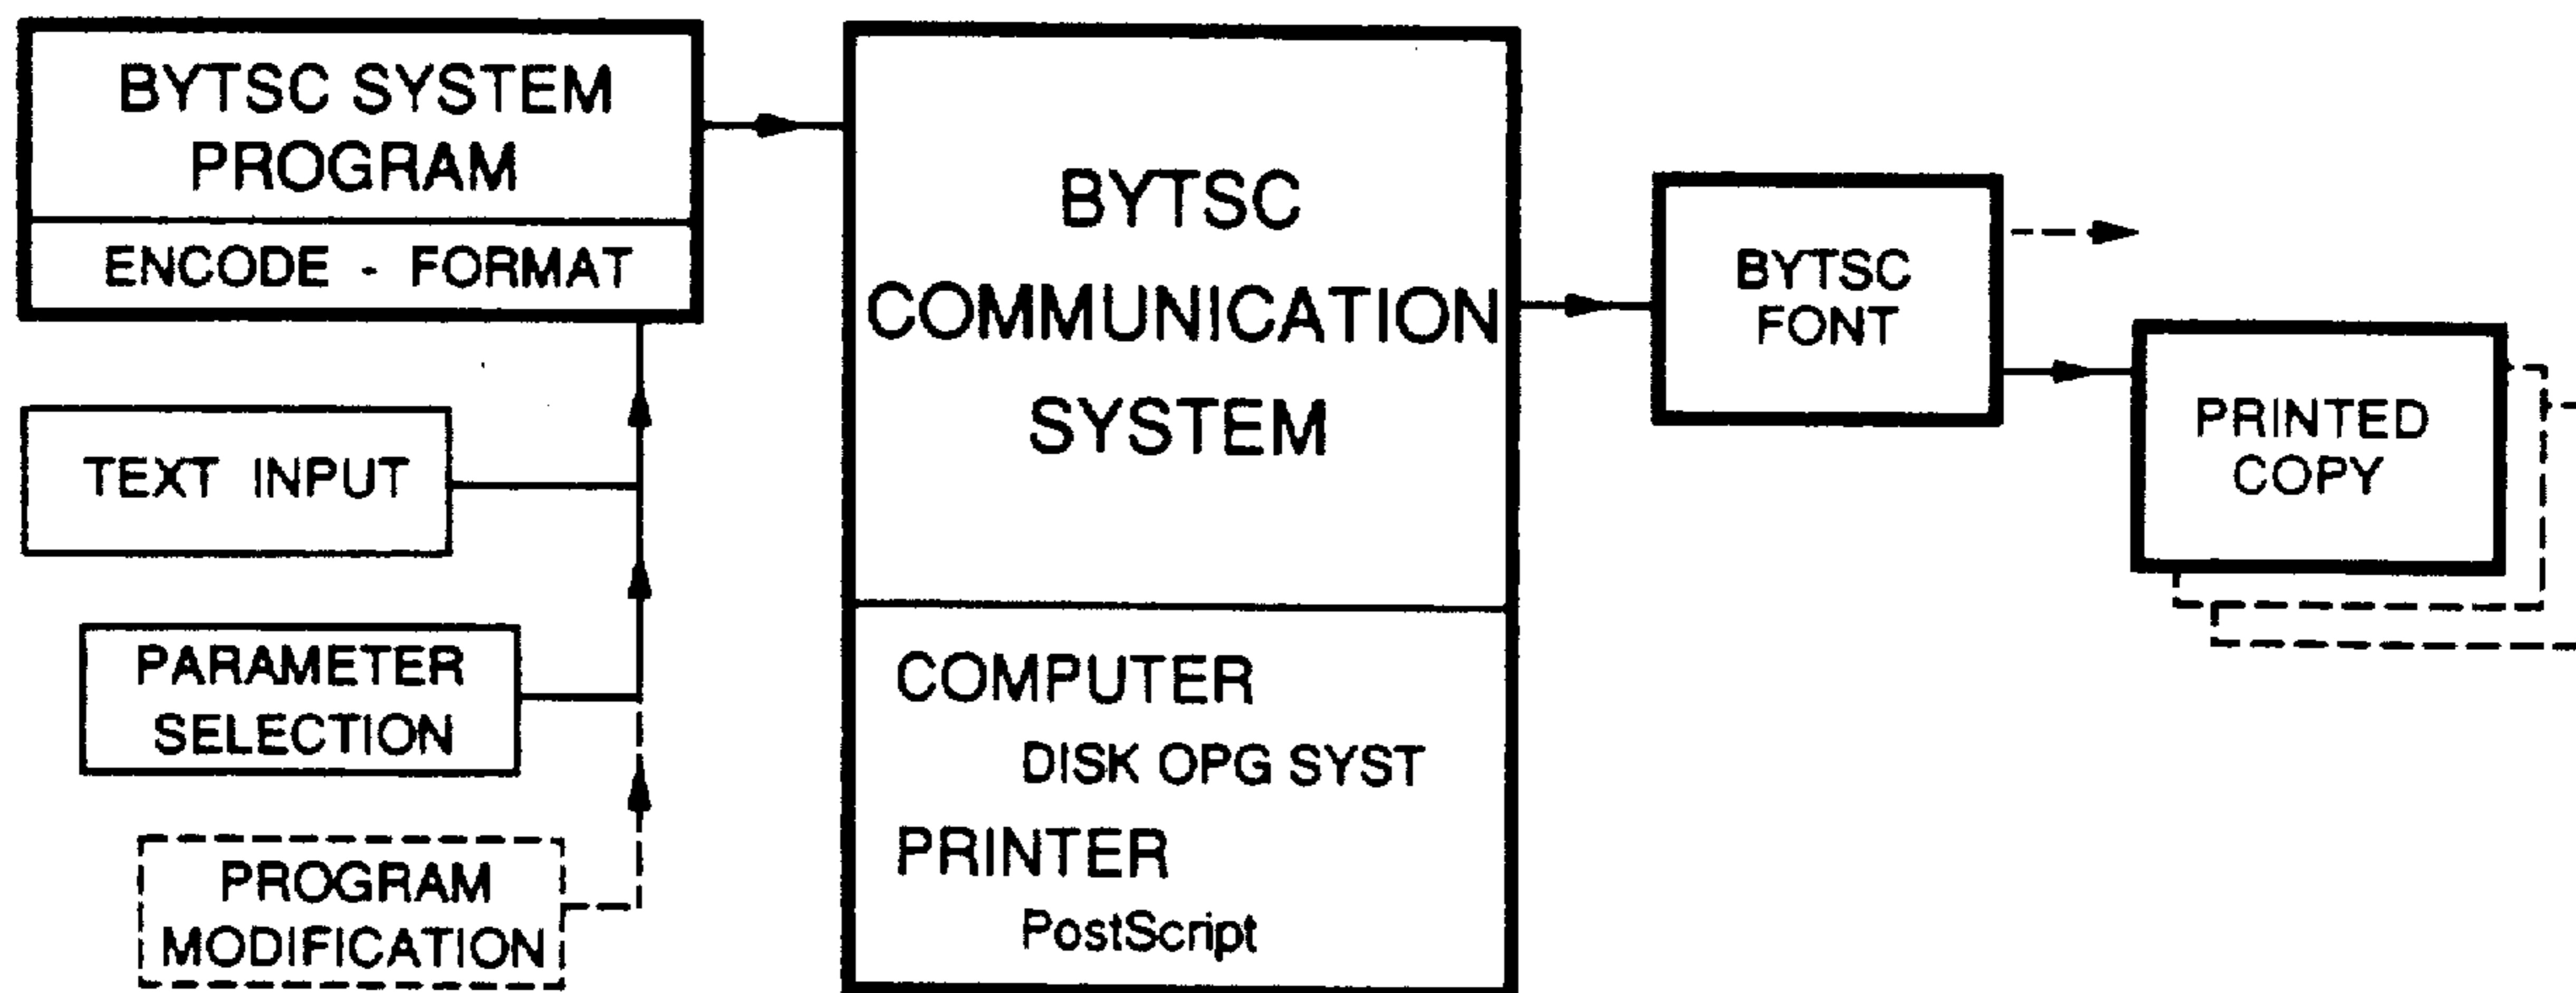 BYTSC SYSTEM
PROGRAM
ENCODE - FORMAT
TEXT INPUT
PARAMETER
SELECTION
PROGRAM
MODIFICATION
BYTSC
COMMUNICATION
SYSTEM
COMPUTER
DISK OPG SYST
PRINTER
PostScript
BYTSC
FONT
PRINTED
COPY